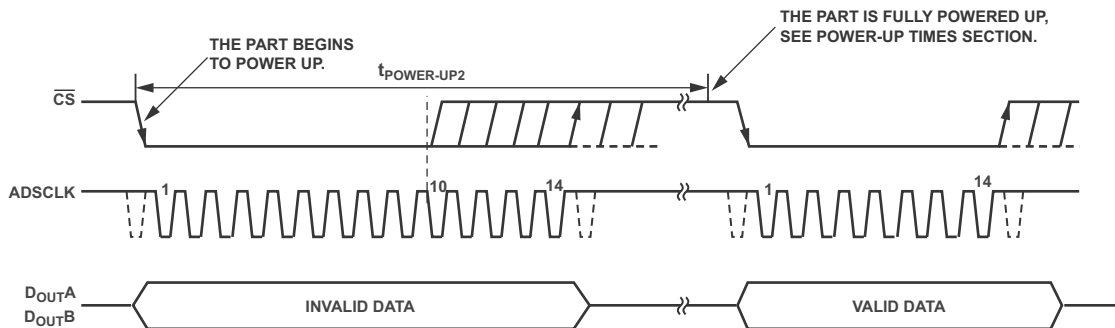 THE PART IS FULLY POWERED UP,
SEE POWER-UP TIMES SECTION.
THE PART BEGINS
TO POWER UP.
tPOWER-UP2
CS
ADSCLK
1
10
14
1
14
DOUTA
DOUTB
INVALID DATA
VALID DATA